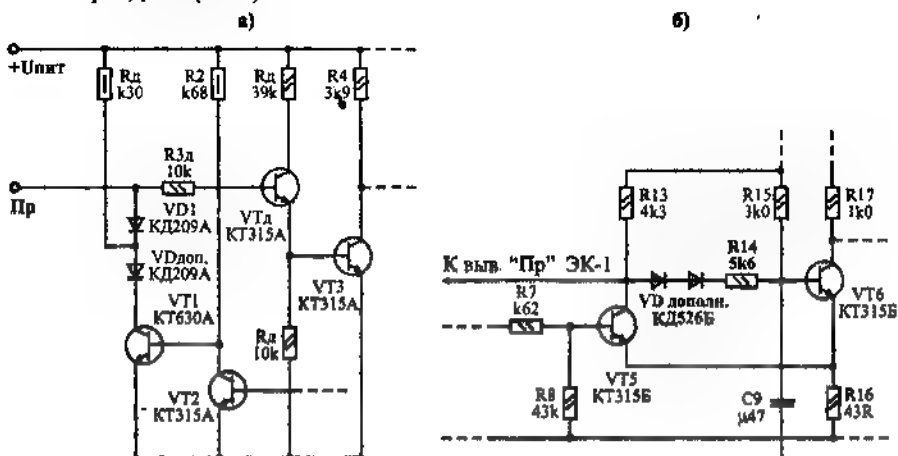 а)
+Uпит
Rд
k30
R2
k68
Rд
39k
R4
3k9
R3д
10k
Пр
VD1
КД209А
VTд
КТ315А
VDдоп.
КД209А
VT3
КТ315А
VT1
КТ630А
Rд
10k
VT2
КТ315А
б)
R13
4k3
R15
3k0
R17
1k0
К выв. "Пр" ЭК-1
R14
5k6
R7
k62
VD дополн.
КД526Б
VT6
КТ315Б
VT5
КТ315Б
R8
43k
C9
μ47
R16
43R